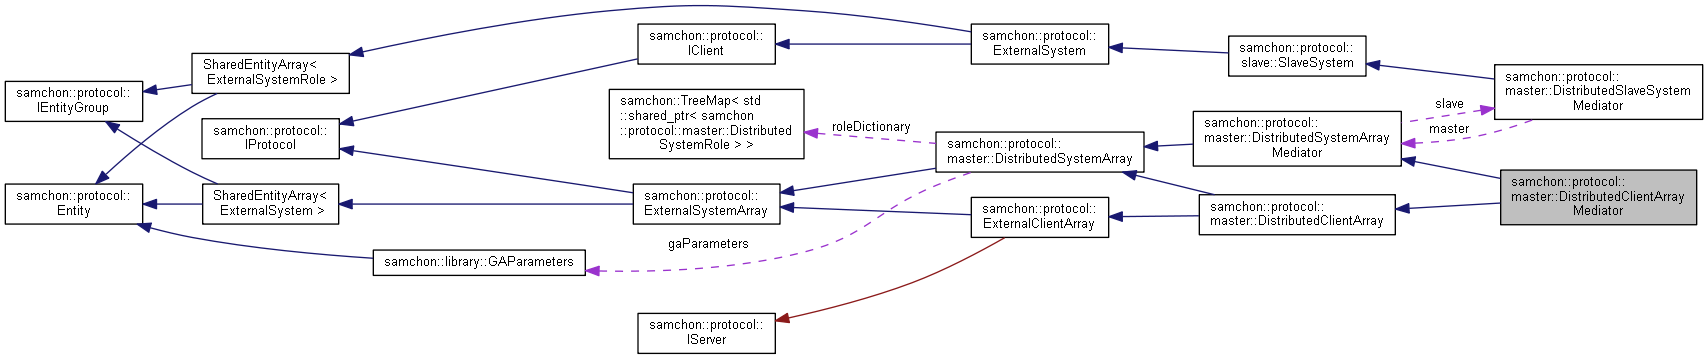 samchon::protocol::
IEntityGroup
samchon::protocol::
Entity
SharedEntityArray<
ExternalSystemRole >
samchon::protocol::
IProtocol
SharedEntityArray<
ExternalSystem >
samchon::library::GAParameters
samchon::protocol::
IClient
samchon::TreeMap< std
::shared_ptr< samchon
::protocol::master::Distributed
SystemRole > >
samchon::protocol::
ExternalSystemArray
gaParameters
samchon::protocol::
IServer
roleDictionary
samchon::protocol::
ExternalSystem
samchon::protocol::
master::DistributedSystemArray
samchon::protocol::
ExternalClientArray
samchon::protocol::
slave::SlaveSystem
samchon::protocol::
master::DistributedSystemArray
Mediator
samchon::protocol::
master::DistributedClientArray
slave
master
samchon::protocol::
master::DistributedSlaveSystem
Mediator
samchon::protocol::
master::DistributedClientArray
Mediator